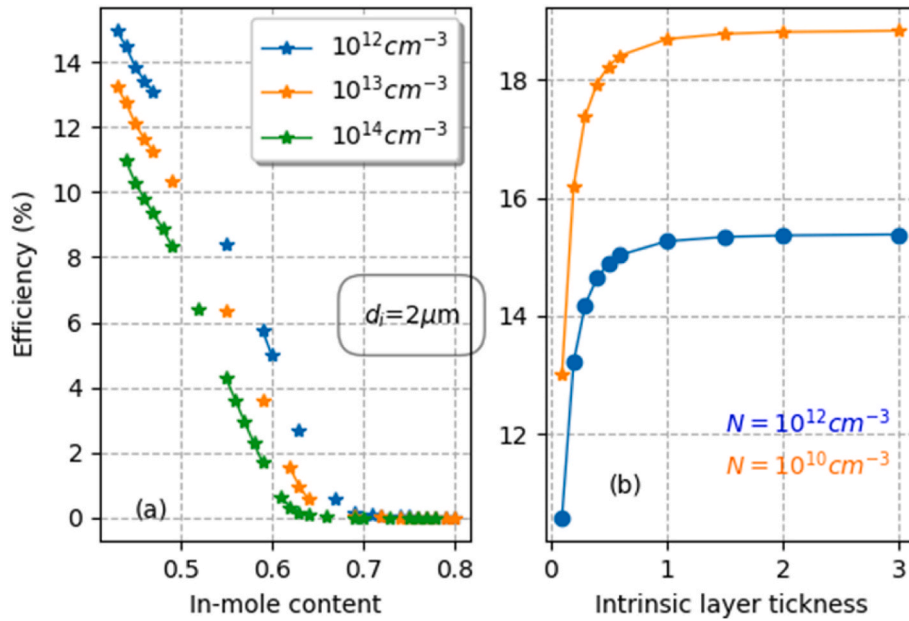 10¹²cm⁻³
10¹³cm⁻³
10¹⁴cm⁻³
Efficiency (%)
14
12
10
8
6
4
2
0
dᵢ=2μm
(a)
0.5
0.6
0.7
0.8
In-mole content
18
16
14
12
N = 10¹²cm⁻³
N = 10¹⁰cm⁻³
(b)
0
1
2
3
Intrinsic layer tickness